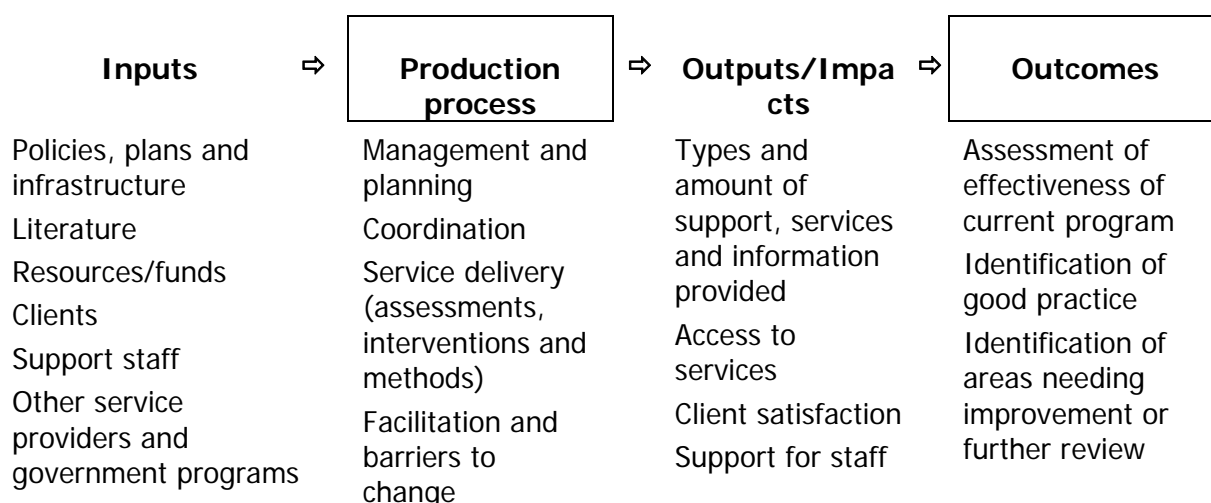 Inputs ⇨ Production ⇨ Outputs/Impa ⇨ Outcomes
process cts
Policies, plans and
infrastructure
Literature
Resources/funds
Clients
Support staff
Other service
providers and
government programs
Management and
planning
Coordination
Service delivery
(assessments,
interventions and
methods)
Facilitation and
barriers to
change
Types and
amount of
support, services
and information
provided
Access to
services
Client satisfaction
Support for staff
Assessment of
effectiveness of
current program
Identification of
good practice
Identification of
areas needing
improvement or
further review